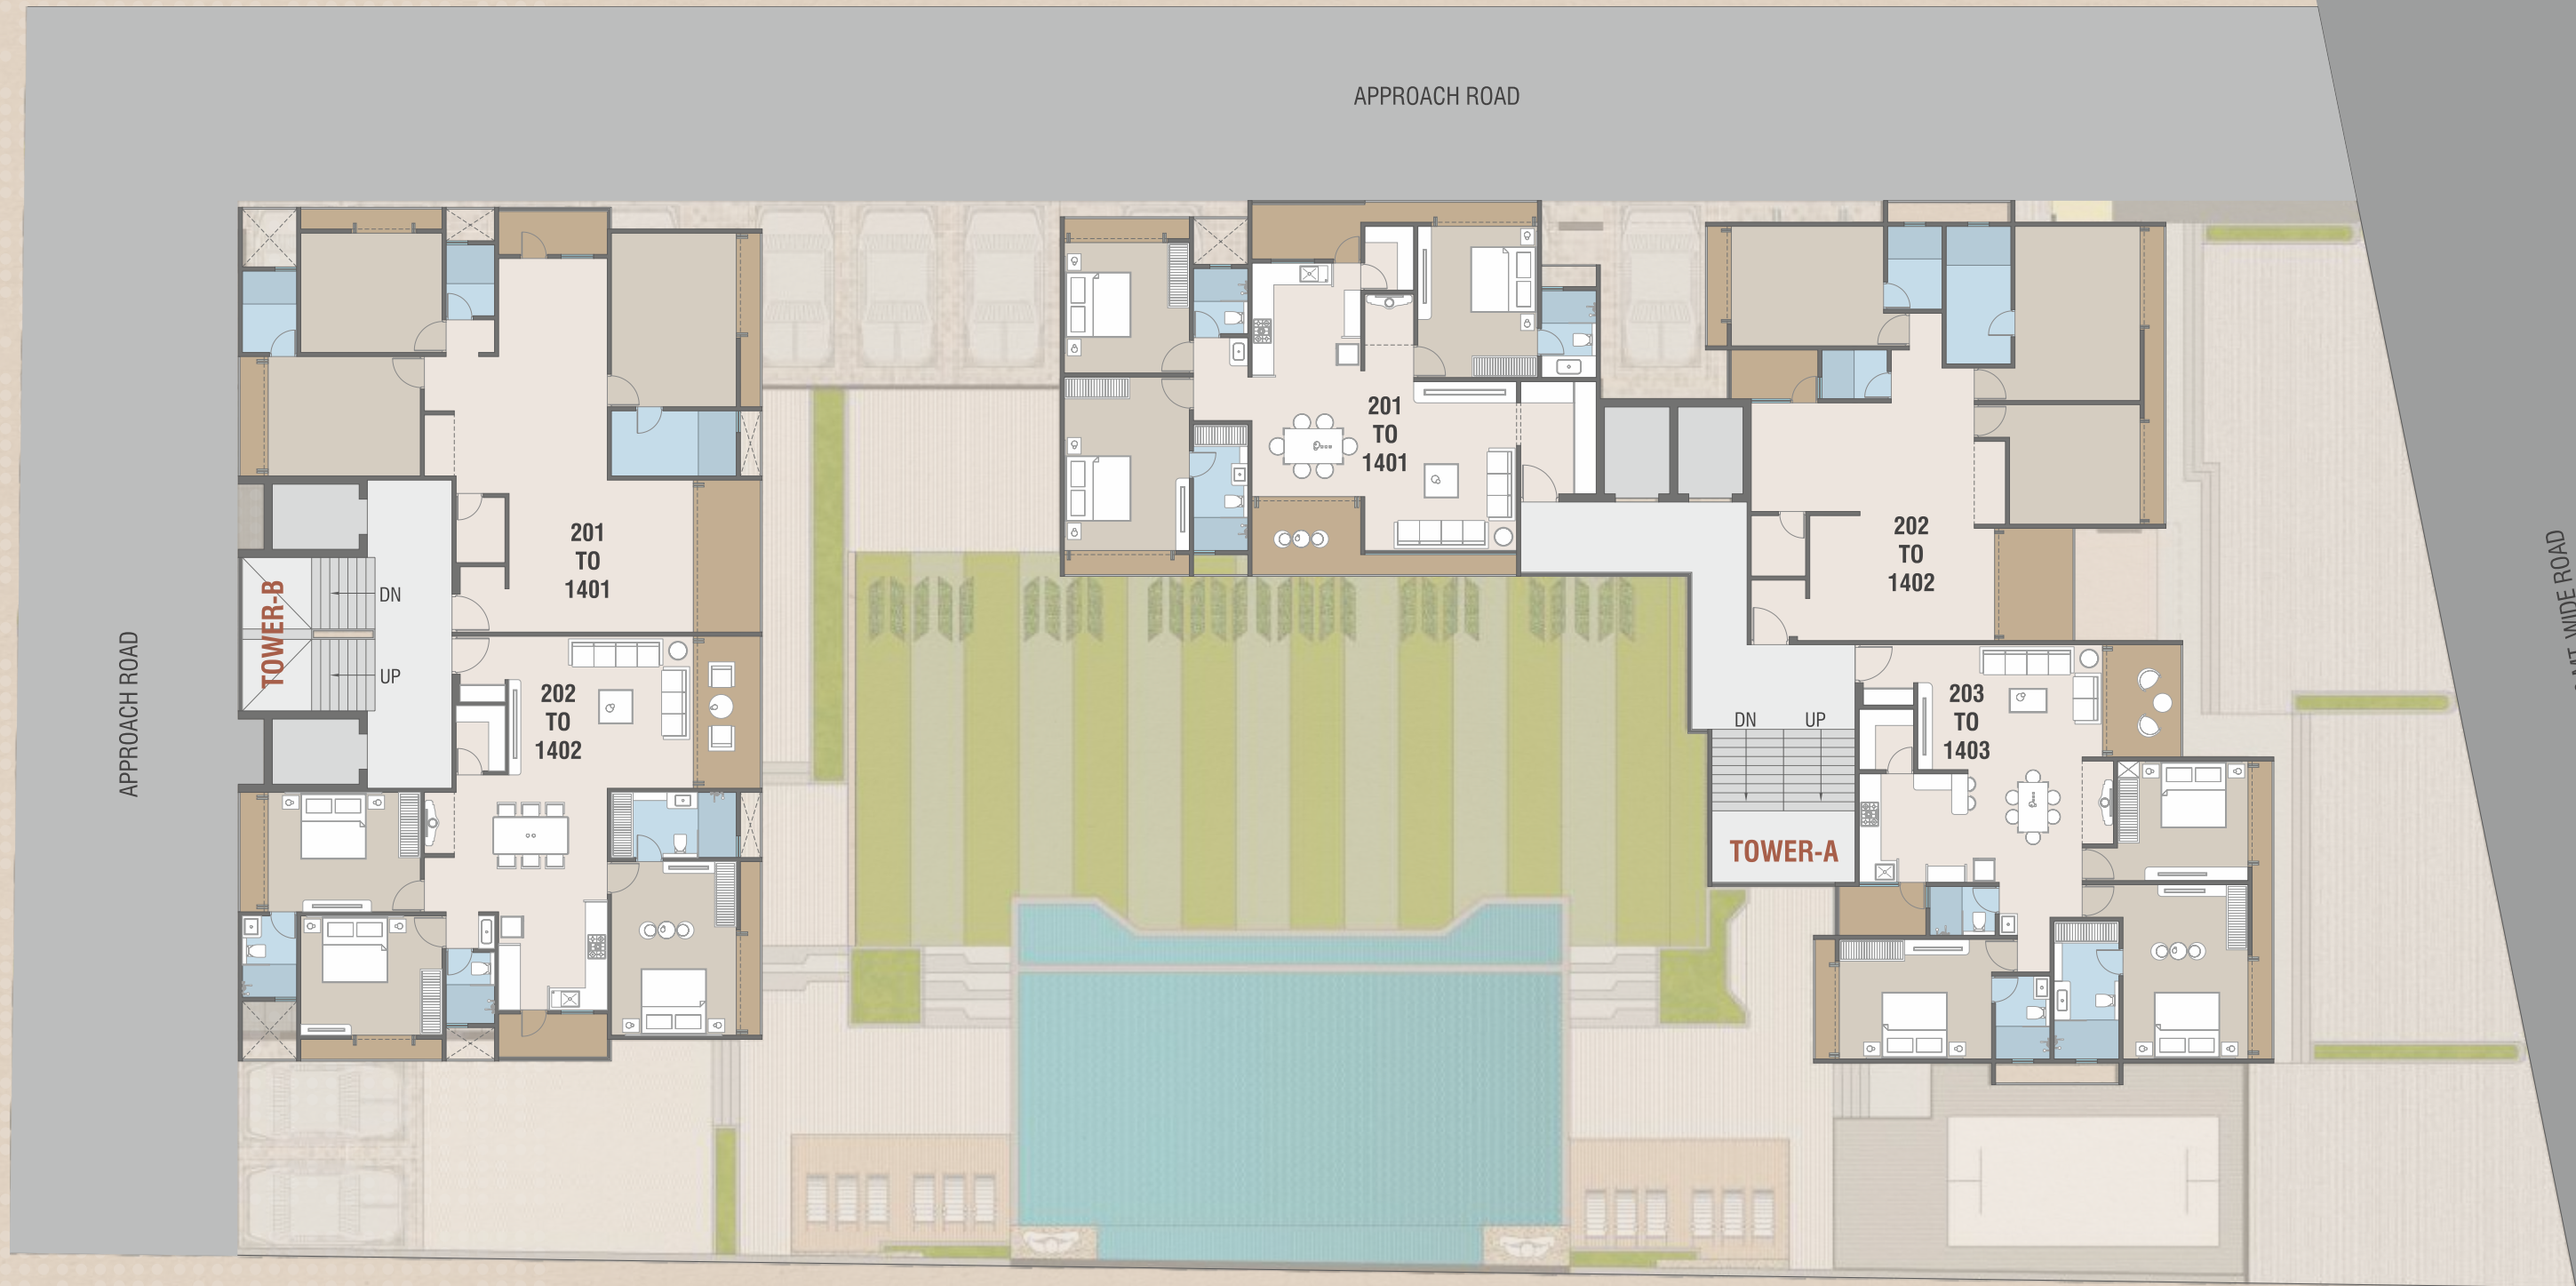 APPROACH ROAD
201
TO
1401
201
TO
1401
202
TO
1402
TOWER-B
DN
UP
APPROACH ROAD
202
TO
1402
203
TO
1403
DN UP
TOWER-A
WIDE ROAD